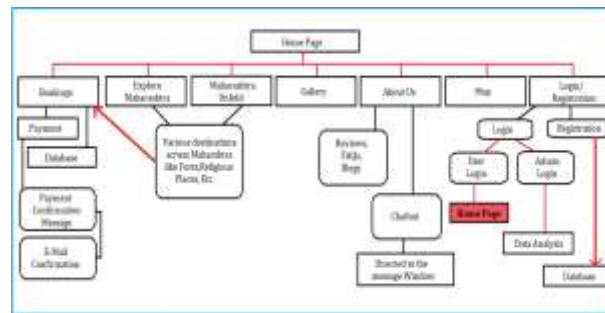 Home Page
Bookings
Explore
Maharashtra
Maharashtra
Gallery
About Us
Map
Login/
Registration
Payment
Database
Various destinations
across Maharashtra
like Forts,Religious
Places, Etc.
Reviews,
FAQs,
Blogs
Login
Registration
User
Login
Admin
Login
Payment
Confirmation
Message
Home Page
Chatbot
E-Mail
Confirmation
Data Analysis
Directed to the
message Window
Database